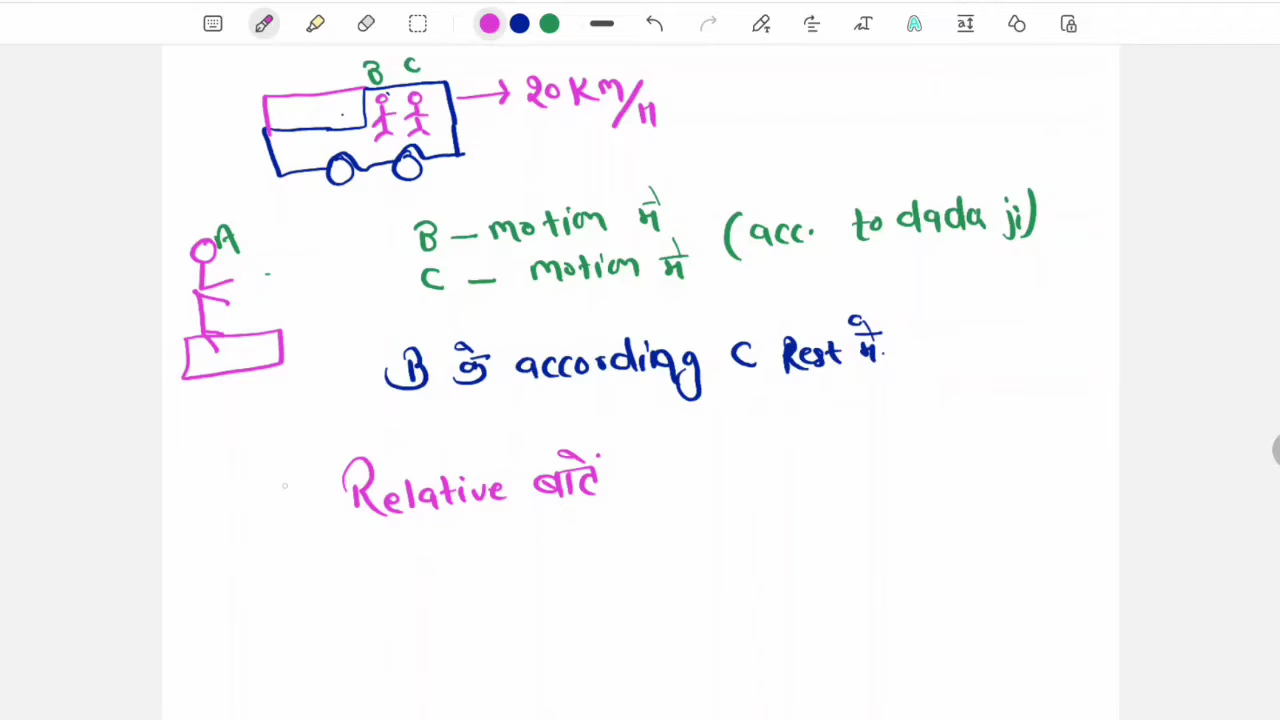 B C
→ 20 Km/H
A
B – motion में (acc. to dada ji)
C – motion में
B के according C Rest में.
Relative बातें